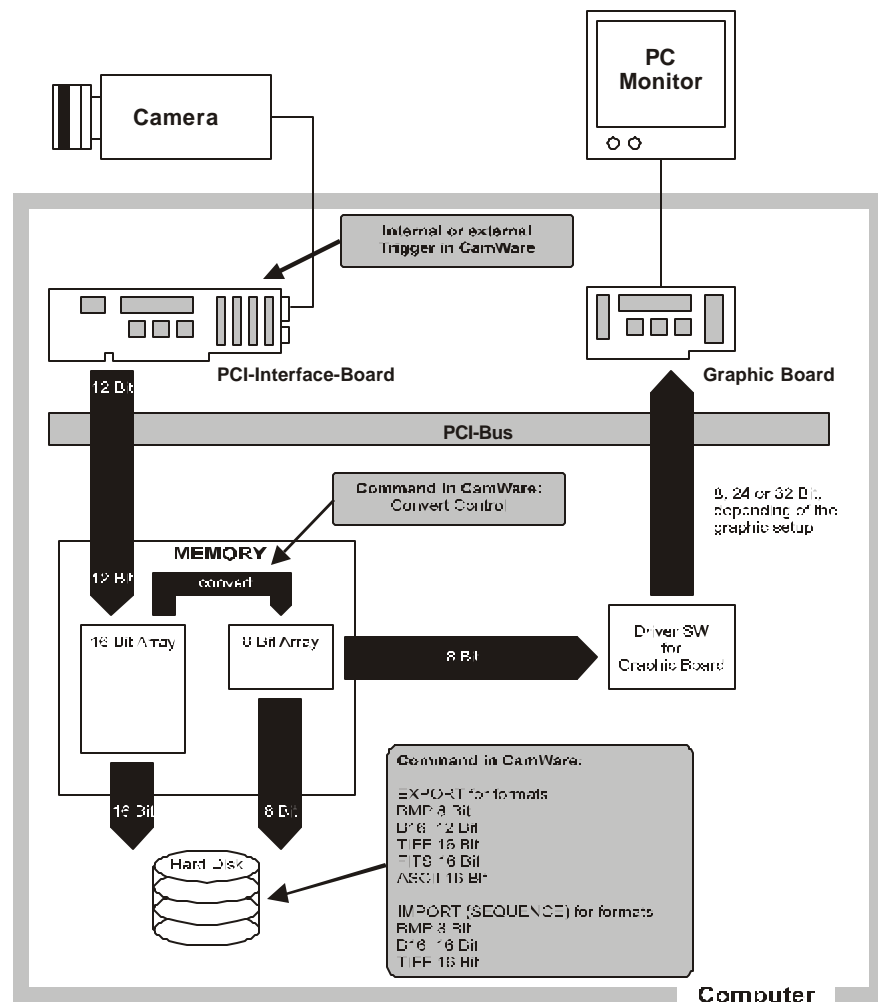 PC
Monitor
Camera
Internal or external
Trigger in CamWare
PCI-Interface-Board
Graphic Board
12 Bit
PCI-Bus
Command in CamWare:
Convert Control
8, 24 or 32 Bit,
depending of the
graphic setup
MEMORY
12 Bit
convert
16 Bit Array
8 Bit Array
8 Bit
Driver SW
for
Graphic Board
16 Bit
8 Bit
Hard Disk
Command in CamWare:
EXPORT for formats
BMP 8 Bit
B16 12 Bit
TIFF 16 Bit
FITS 16 Bit
ASCII 16 Bit
IMPORT (SEQUENCE) for formats
BMP 8 Bit
B16 16 Bit
TIFF 16 Bit
Computer